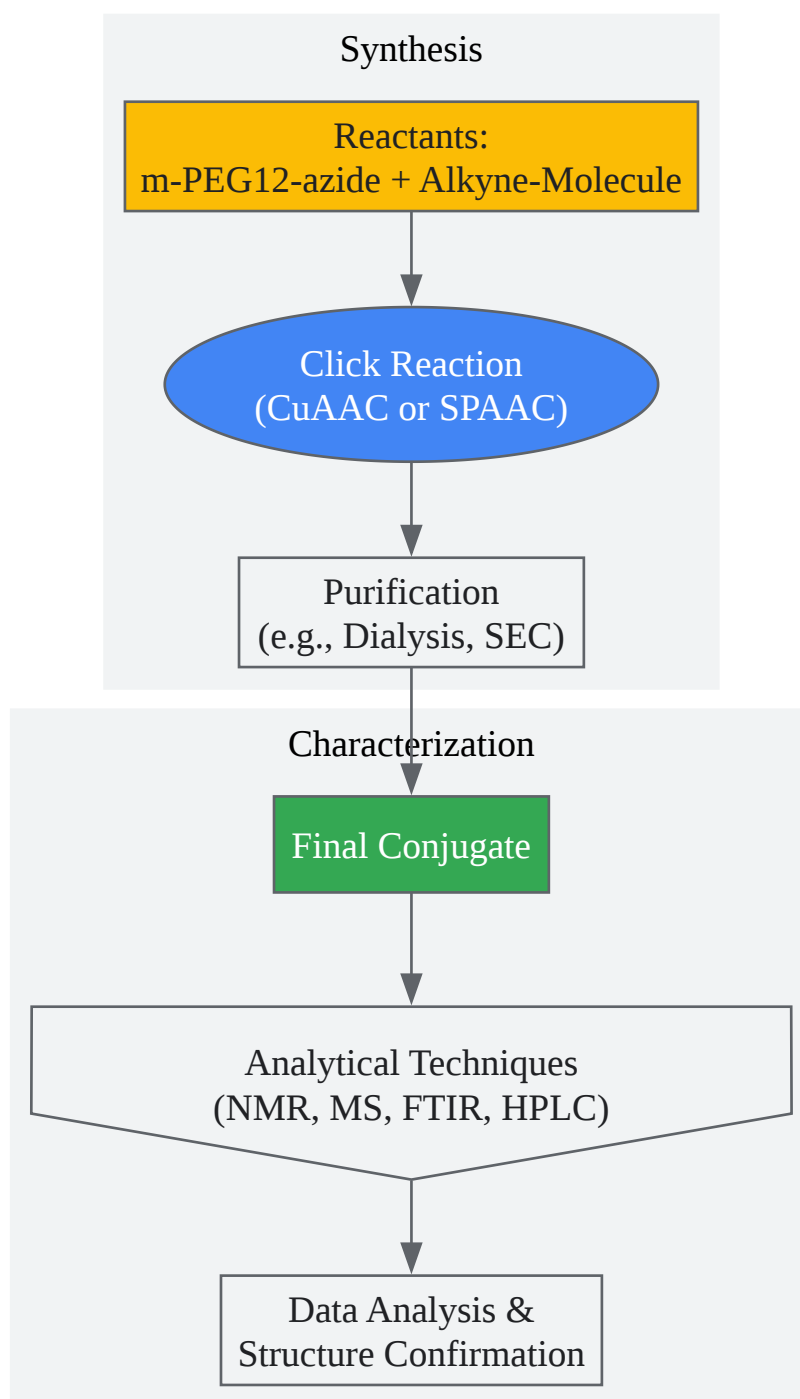 Synthesis
Reactants:
m-PEG12-azide + Alkyne-Molecule
Click Reaction
(CuAAC or SPAAC)
Purification
(e.g., Dialysis, SEC)
Characterization
Final Conjugate
Analytical Techniques
(NMR, MS, FTIR, HPLC)
Data Analysis &
Structure Confirmation